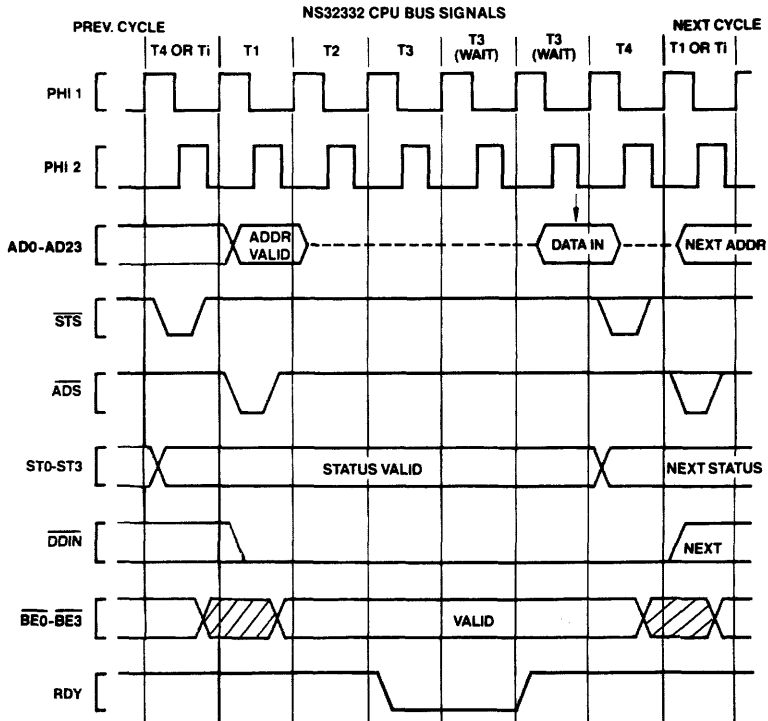 NS32332 CPU BUS SIGNALS
PREV. CYCLE
NEXT CYCLE
T4 OR Ti
T1
T2
T3
T3
(WAIT)
T3
(WAIT)
T4
T1 OR Ti
PHI 1
PHI 2
AD0-AD23
ADDR
VALID
DATA IN
NEXT ADDR
STS
ADS
ST0-ST3
STATUS VALID
NEXT STATUS
DDIN
NEXT
BE0-BE3
VALID
RDY